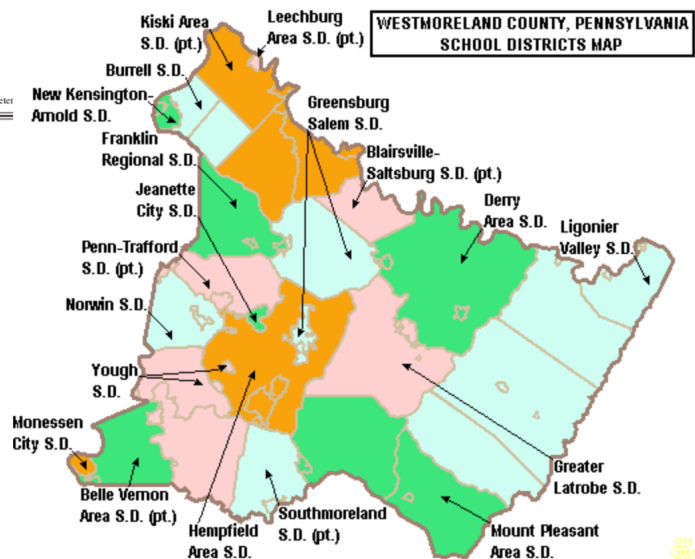 WESTMORELAND COUNTY, PENNSYLVANIA
SCHOOL DISTRICTS MAP
Kiski Area
S.D. (pt.)
Leechburg
Area S.D. (pt.)
Burrell S.D.
New Kensington-
Arnold S.D.
Greensburg
Salem S.D.
Franklin
Regional S.D.
Blairsville-
Saltsburg S.D. (pt.)
Jeanette
City S.D.
Derry
Area S.D.
Ligonier
Valley S.D.
Penn-Trafford
S.D. (pt.)
Norwin S.D.
Yough
S.D.
Monessen
City S.D.
Belle Vernon
Area S.D. (pt.)
Hempfield
Area S.D.
Southmoreland
S.D. (pt.)
Greater
Latrobe S.D.
Mount Pleasant
Area S.D.